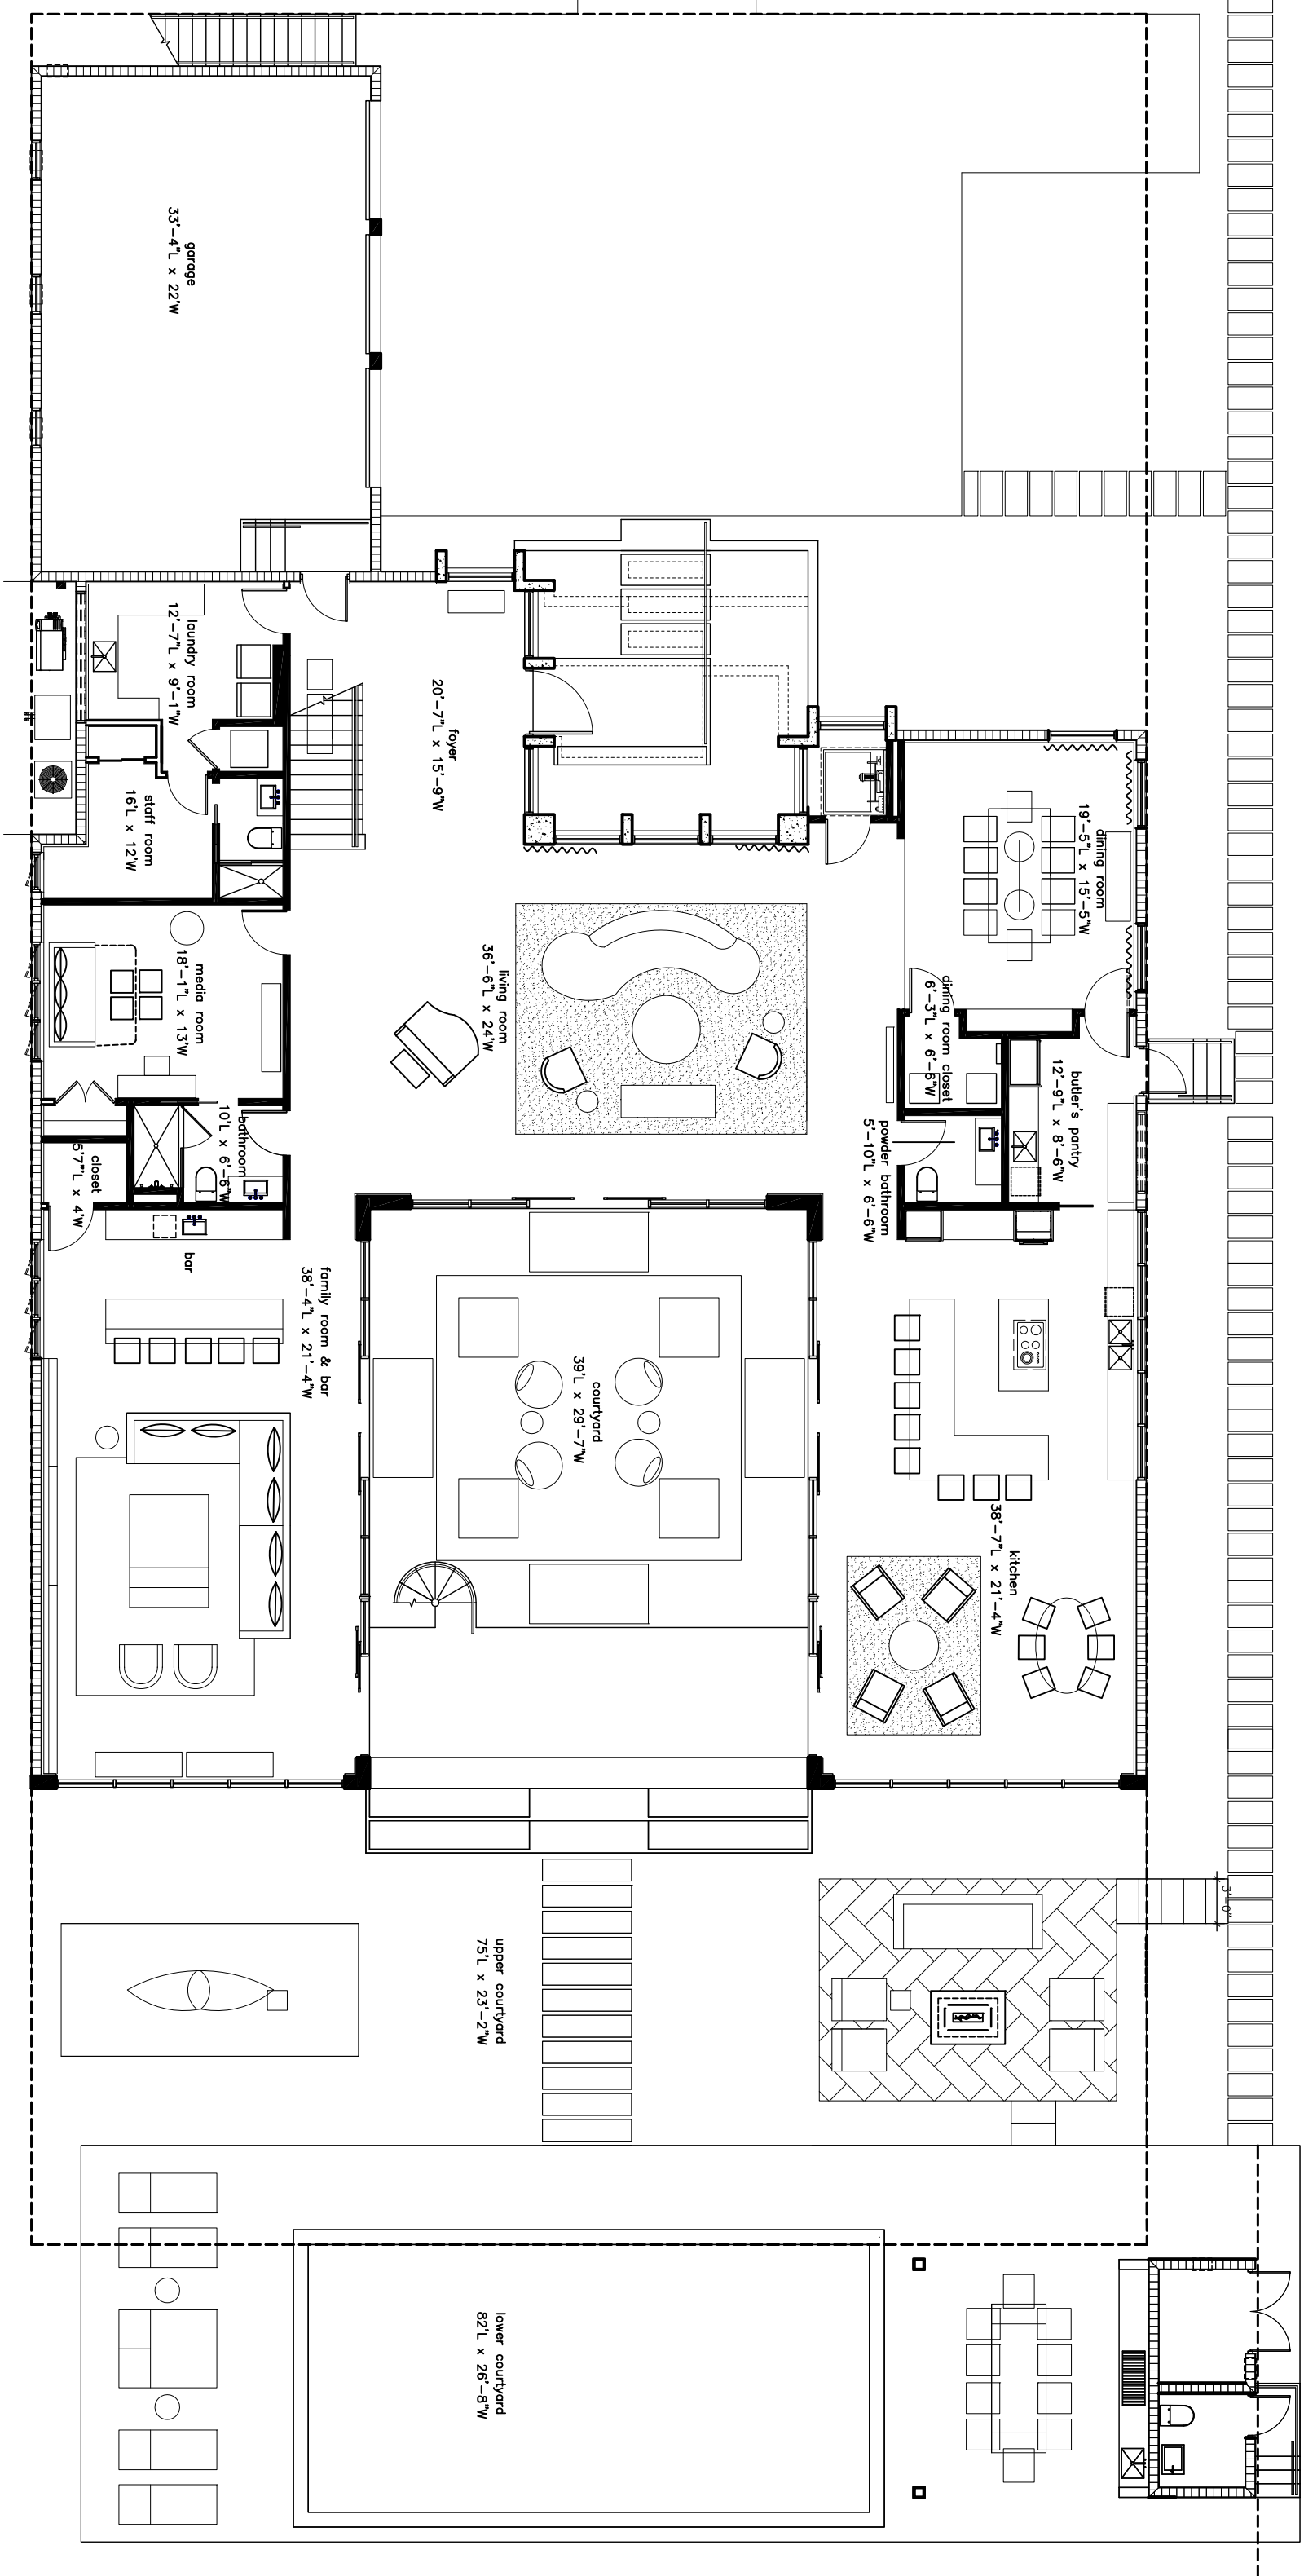 garage
33'-4"L x 22'W
laundry room
12'-7"L x 9'-1"W
foyer
20'-7"L x 15'-9"W
staff room
16'L x 12'W
dining room
19'-5"L x 15'-5"W
media room
18'-1"L x 13'W
living room
36'-6"L x 24'W
dining room closet
6'-3"L x 6'-6"W
butler's pantry
12'-9"L x 8'-6"W
bathroom
10'L x 6'-6"W
powder bathroom
5'-10"L x 6'-6"W
closet
5'7"L x 4'W
bar
family room & bar
38'-4"L x 21'-4"W
courtyard
39'L x 29'-7"W
kitchen
38'-7"L x 21'-4"W
upper courtyard
75'L x 23'-2"W
3'-0"
lower courtyard
82'L x 26'-8"W